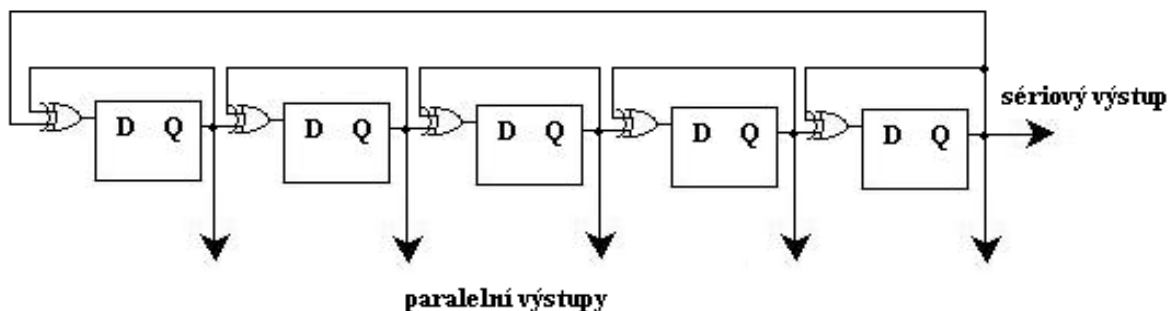 sériový výstup
D Q D Q D Q D Q D Q
paralelní výstupy